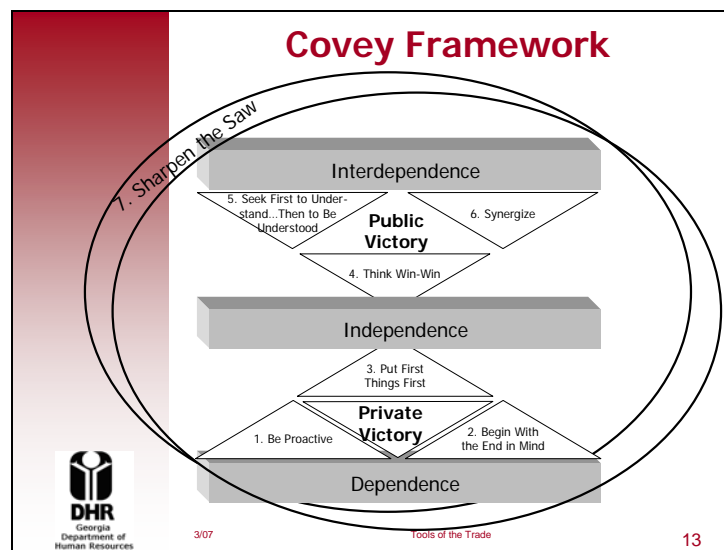 Covey Framework
7. Sharpen the Saw
Interdependence
5. Seek First to Under-
stand...Then to Be
Understood
Public
Victory
6. Synergize
4. Think Win-Win
Independence
3. Put First
Things First
Private
Victory
1. Be Proactive
2. Begin With
the End in Mind
Dependence
DHR
Georgia
Department of
Human Resources
3/07
Tools of the Trade
13